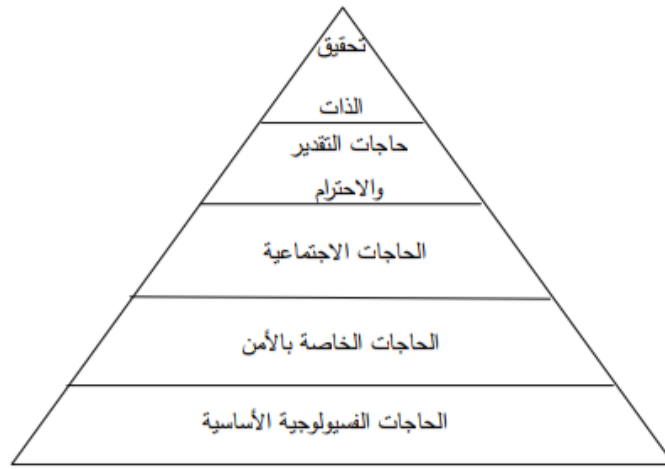 تحقيق
الذات
حاجات التقدير
والاحترام
الحاجات الاجتماعية
الحاجات الخاصة بالأمن
الحاجات الفسيولوجية الأساسية